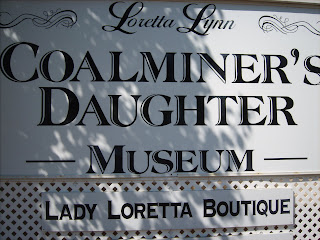 Loretta Lynn
COALMINER'S
DAUGHTER
— MUSEUM —
LADY LORETTA BOUTIQUE